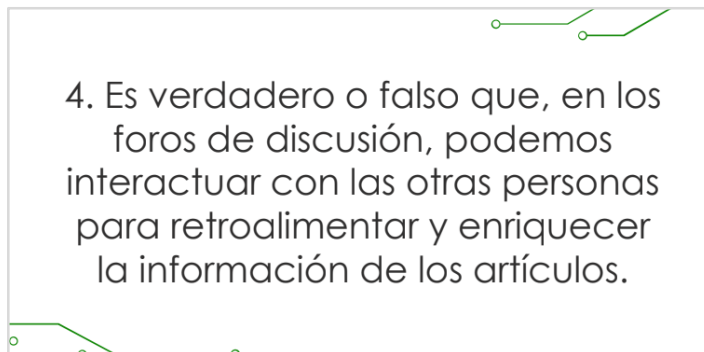 4. Es verdadero o falso que, en los
foros de discusión, podemos
interactuar con las otras personas
para retroalimentar y enriquecer
la información de los artículos.